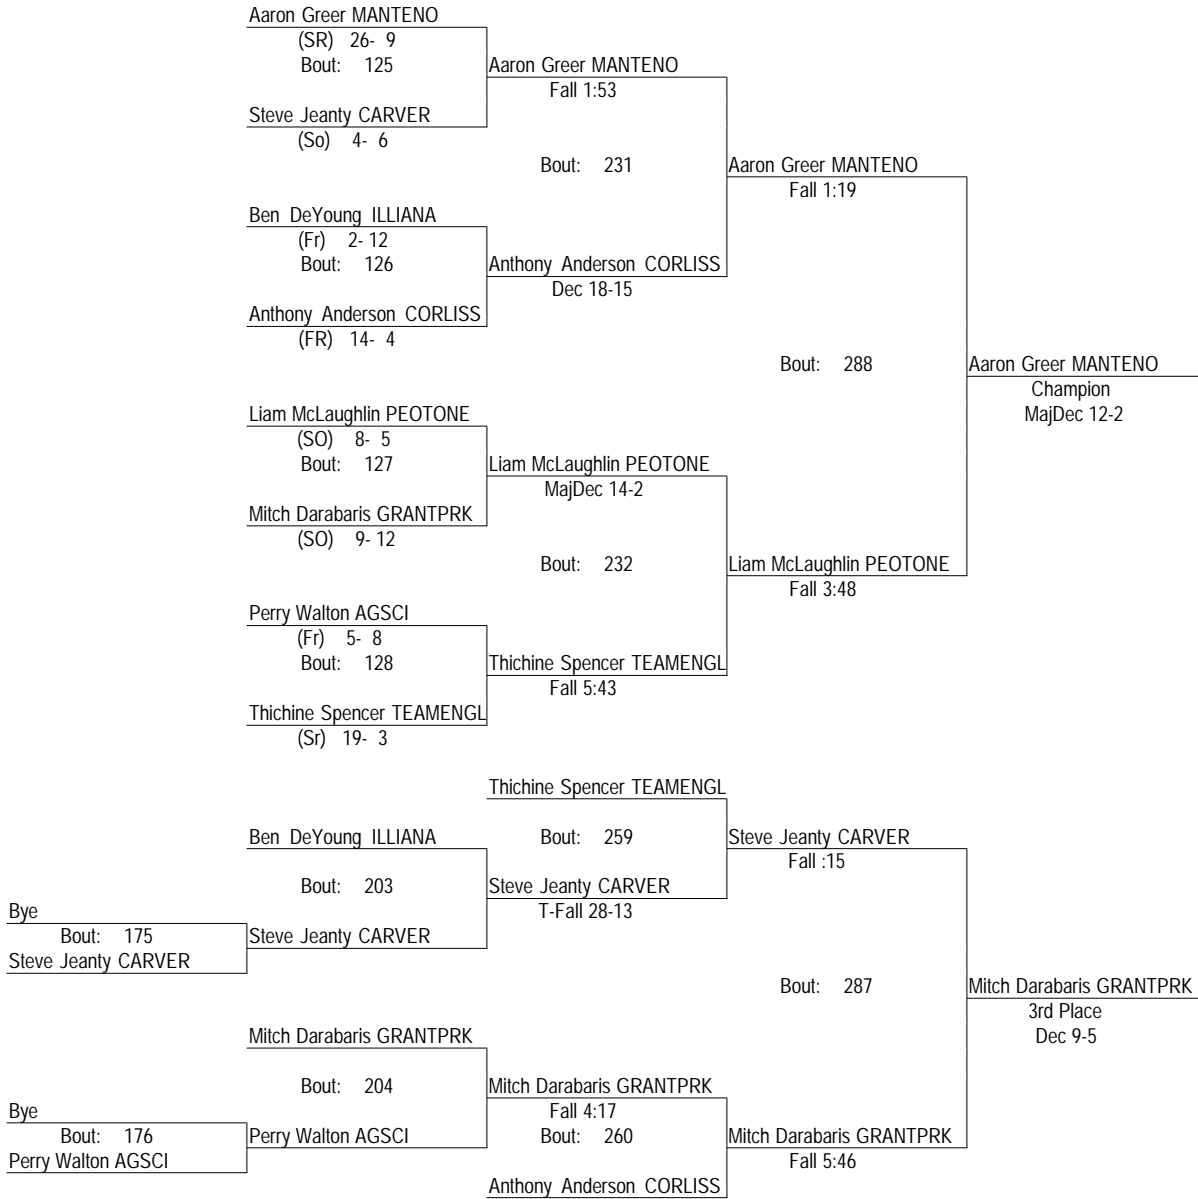 Aaron Greer MANTENO
(SR) 26- 9
Bout: 125
Aaron Greer MANTENO
Fall 1:53
Steve Jeanty CARVER
(So) 4- 6
Bout: 231
Aaron Greer MANTENO
Fall 1:19
Ben DeYoung ILLIANA
(Fr) 2- 12
Bout: 126
Anthony Anderson CORLISS
Dec 18-15
Anthony Anderson CORLISS
(FR) 14- 4
Bout: 288
Aaron Greer MANTENO
Champion
MajDec 12-2
Liam McLaughlin PEOTONE
(SO) 8- 5
Bout: 127
Liam McLaughlin PEOTONE
MajDec 14-2
Mitch Darabaris GRANTPRK
(SO) 9- 12
Bout: 232
Liam McLaughlin PEOTONE
Fall 3:48
Perry Walton AGSCI
(Fr) 5- 8
Bout: 128
Thichine Spencer TEAMENGL
Fall 5:43
Thichine Spencer TEAMENGL
(Sr) 19- 3
Thichine Spencer TEAMENGL
Ben DeYoung ILLIANA
Bout: 259
Steve Jeanty CARVER
Fall :15
Bout: 203
Steve Jeanty CARVER
T-Fall 28-13
Bye
Bout: 175
Steve Jeanty CARVER
Steve Jeanty CARVER
Bout: 287
Mitch Darabaris GRANTPRK
3rd Place
Dec 9-5
Mitch Darabaris GRANTPRK
Bout: 204
Mitch Darabaris GRANTPRK
Fall 4:17
Bye
Bout: 176
Perry Walton AGSCI
Perry Walton AGSCI
Bout: 260
Mitch Darabaris GRANTPRK
Fall 5:46
Anthony Anderson CORLISS